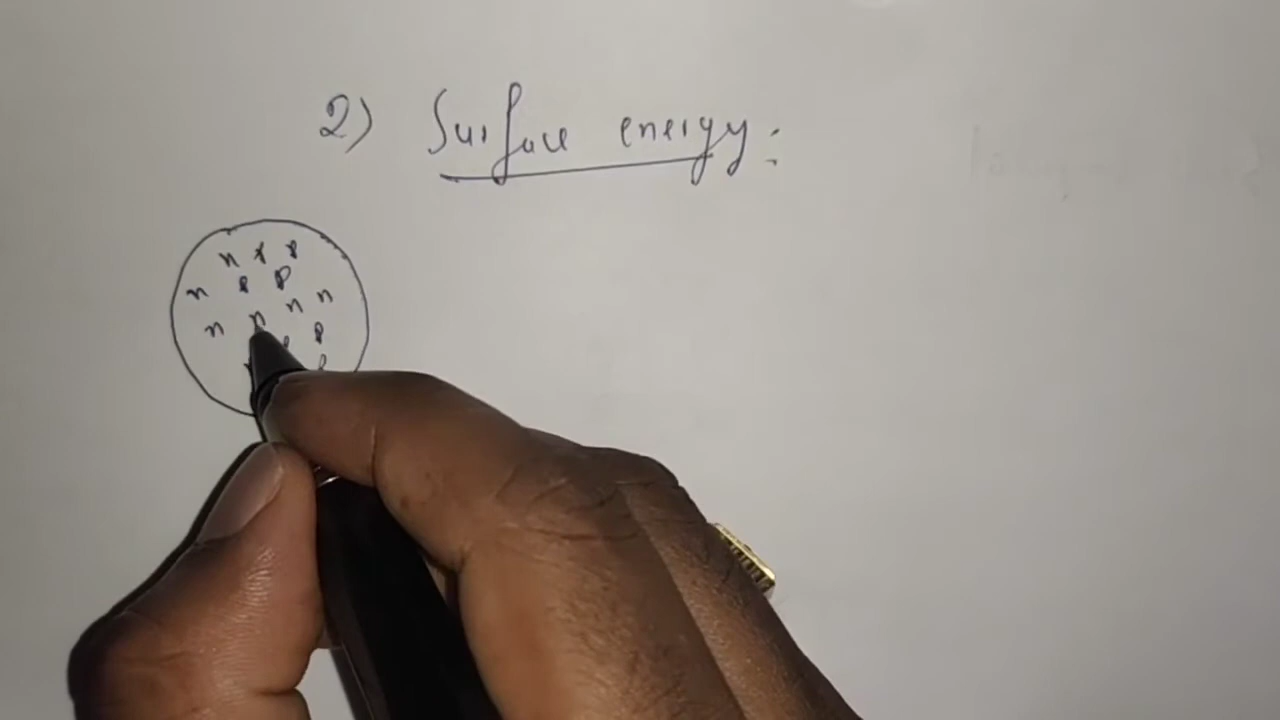 2) Surface energy:
n p p
p p
n n n
n n p